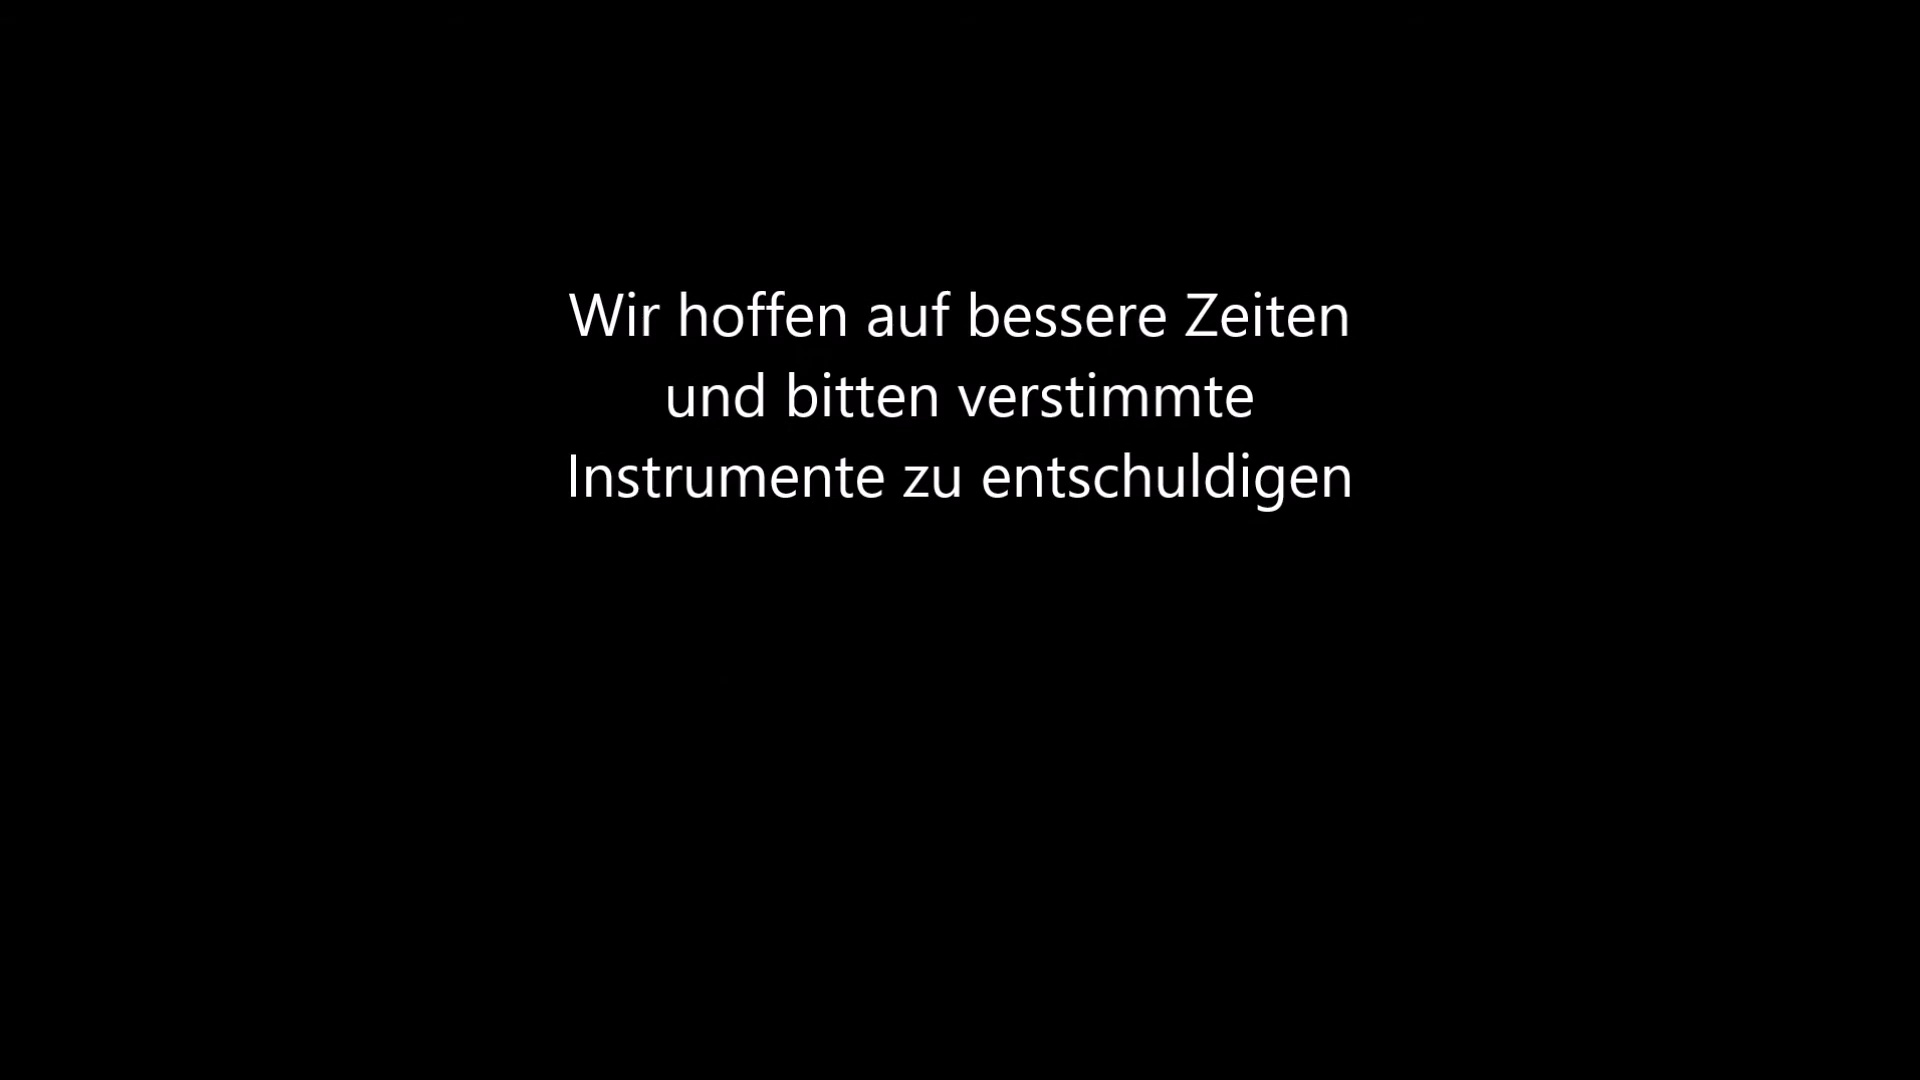 Wir hoffen auf bessere Zeiten
und bitten verstimmte
Instrumente zu entschuldigen